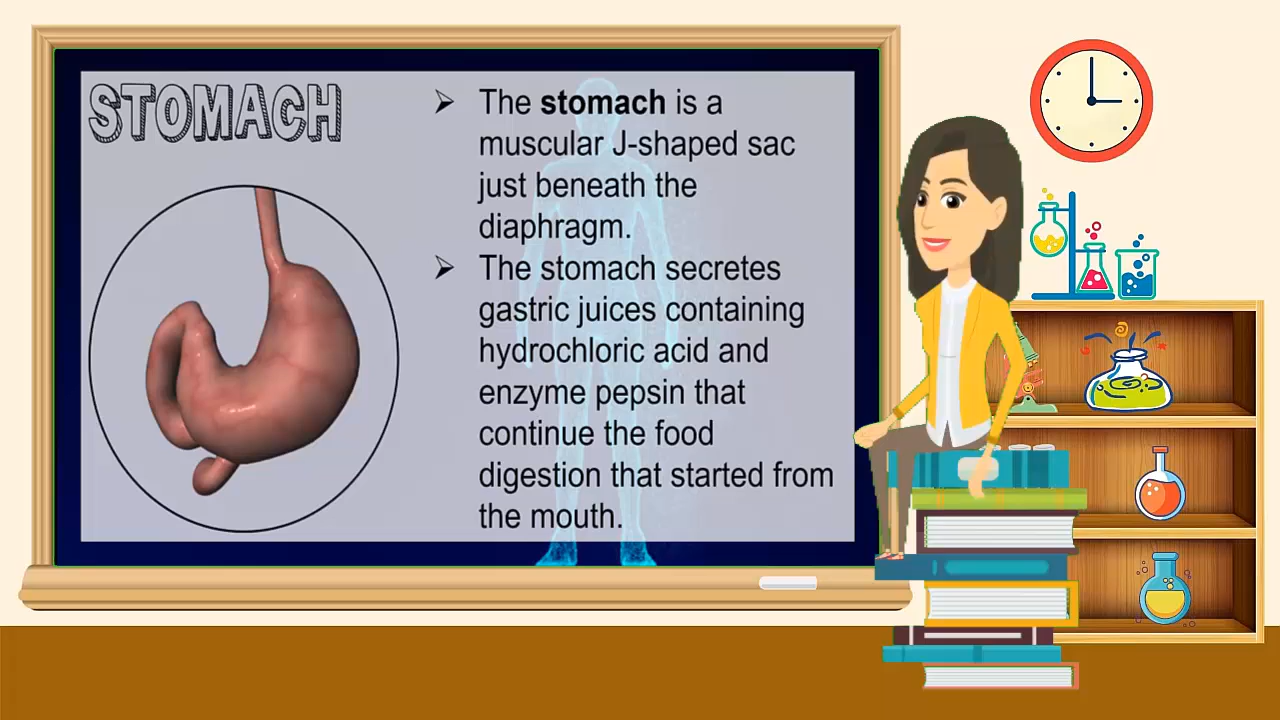 STOMACH
➢ The stomach is a
muscular J-shaped sac
just beneath the
diaphragm.
➢ The stomach secretes
gastric juices containing
hydrochloric acid and
enzyme pepsin that
continue the food
digestion that started from
the mouth.